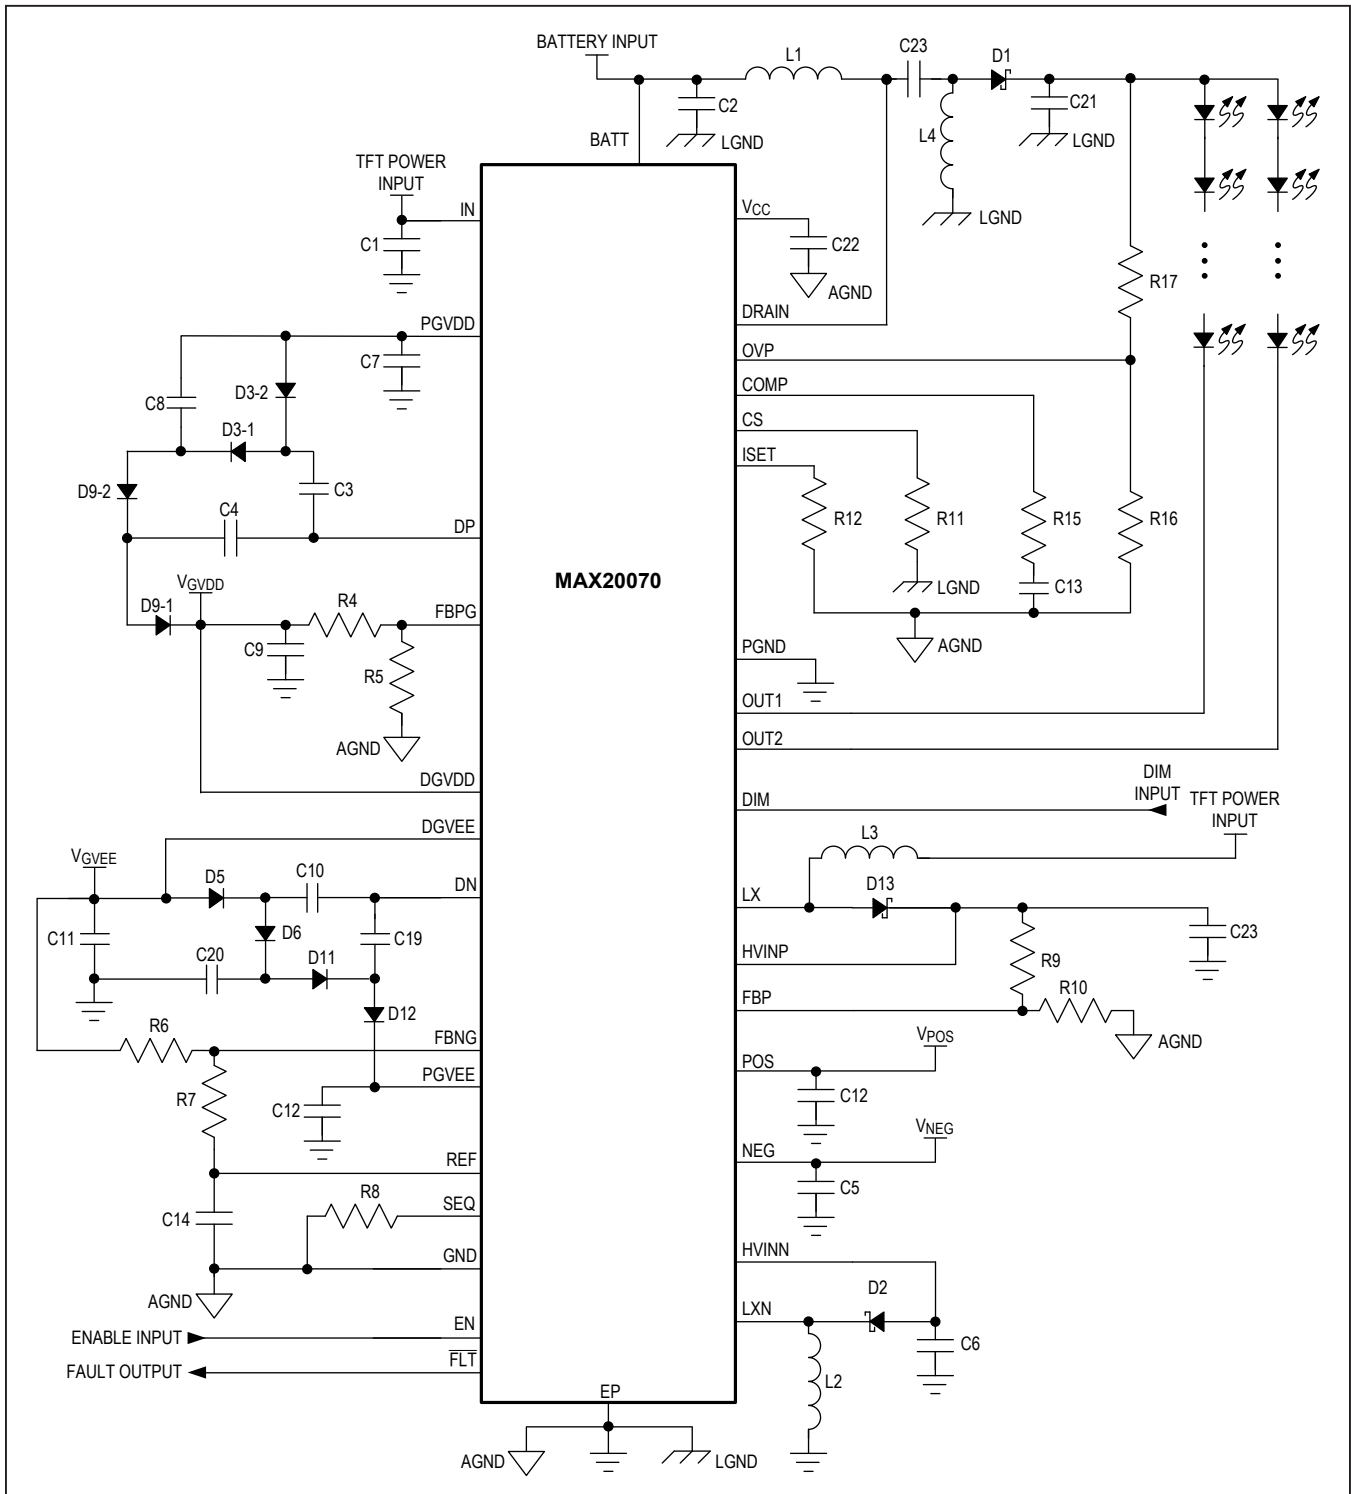 BATTERY INPUT
L1
C23
D1
C2
LGND
L4
LGND
C21
LGND
BATT
TFT POWER
INPUT
IN
C1
VCC
C22
AGND
R17
DRAIN
PGVDD
C7
OVP
C8
D3-2
COMP
D3-1
CS
ISET
D9-2
C3
C4
DP
R12
R11
R15
R16
MAX20070
LGND
C13
VGVDD
D9-1
R4
FBPG
C9
R5
AGND
AGND
PGND
OUT1
OUT2
DGVDD
DIM
DIM
INPUT
TFT POWER
INPUT
DGVEE
L3
VGVEE
D5
C10
DN
LX
D13
C11
D6
C19
C20
D11
C23
HVINP
R9
D12
FBP
R10
AGND
R6
FBNG
VPOS
POS
PGVEE
R7
C12
C12
VNEG
NEG
REF
C5
R8
SEQ
C14
GND
HVINN
AGND
D2
LXN
EN
ENABLE INPUT
C6
FLT
FAULT OUTPUT
L2
EP
AGND
LGND